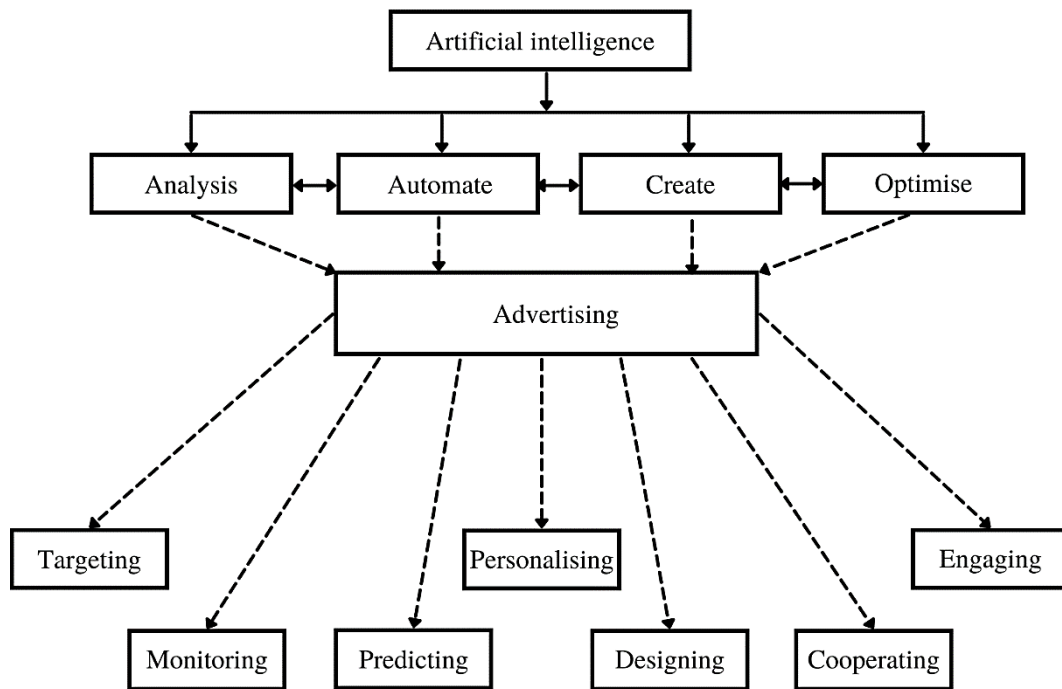 Artificial intelligence
Analysis
Automate
Create
Optimise
Advertising
Targeting
Personalising
Engaging
Monitoring
Predicting
Designing
Cooperating